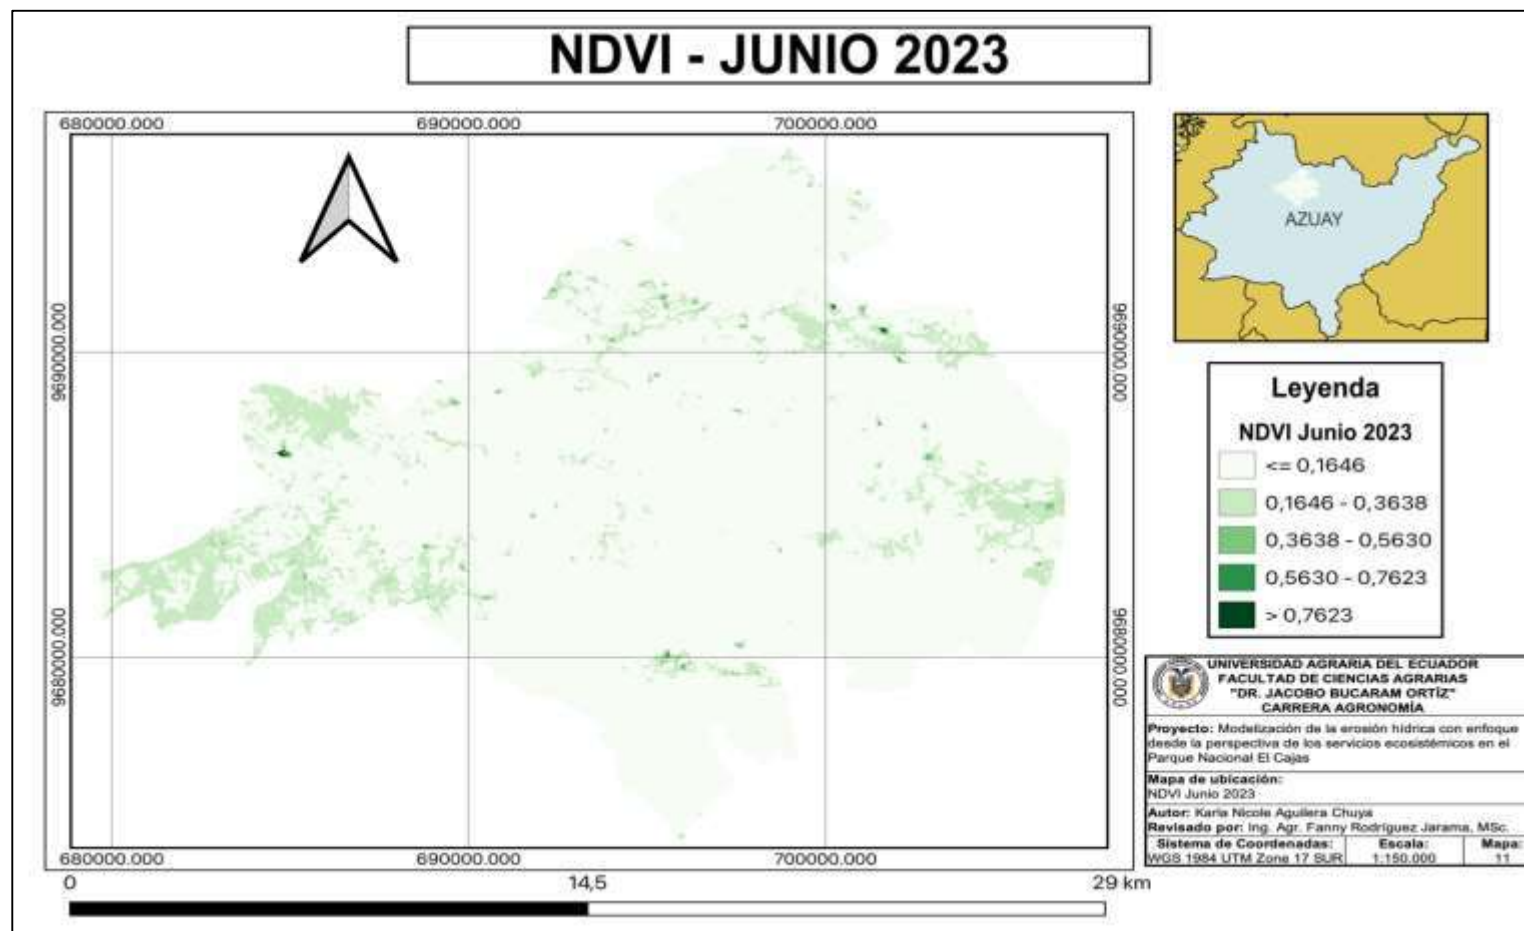 NDVI - JUNIO 2023
680000.000
690000.000
700000.000
9690000.000
9690000.000
9680000.000
9680000.000
680000.000
690000.000
700000.000
0
14,5
29 km
AZUAY
Leyenda
NDVI Junio 2023
<= 0,1646
0,1646 - 0,3638
0,3638 - 0,5630
0,5630 - 0,7623
> 0,7623
UNIVERSIDAD AGRARIA DEL ECUADOR
FACULTAD DE CIENCIAS AGRARIAS
"DR. JACOBO BUCARAM ORTÍZ"
CARRERA AGRONOMÍA
Proyecto: Modelización de la erosión hídrica con enfoque
desde la perspectiva de los servicios ecosistémicos en el
Parque Nacional El Cajas
Mapa de ubicación:
NDVI Junio 2023
Autor: Karla Nicole Aguilera Chuya
Revisado por: Ing. Agr. Fanny Rodríguez Jarama, MSc.
Sistema de Coordenadas:
WGS 1984 UTM Zone 17 SUR
Escala:
1:150.000
Mapa:
11